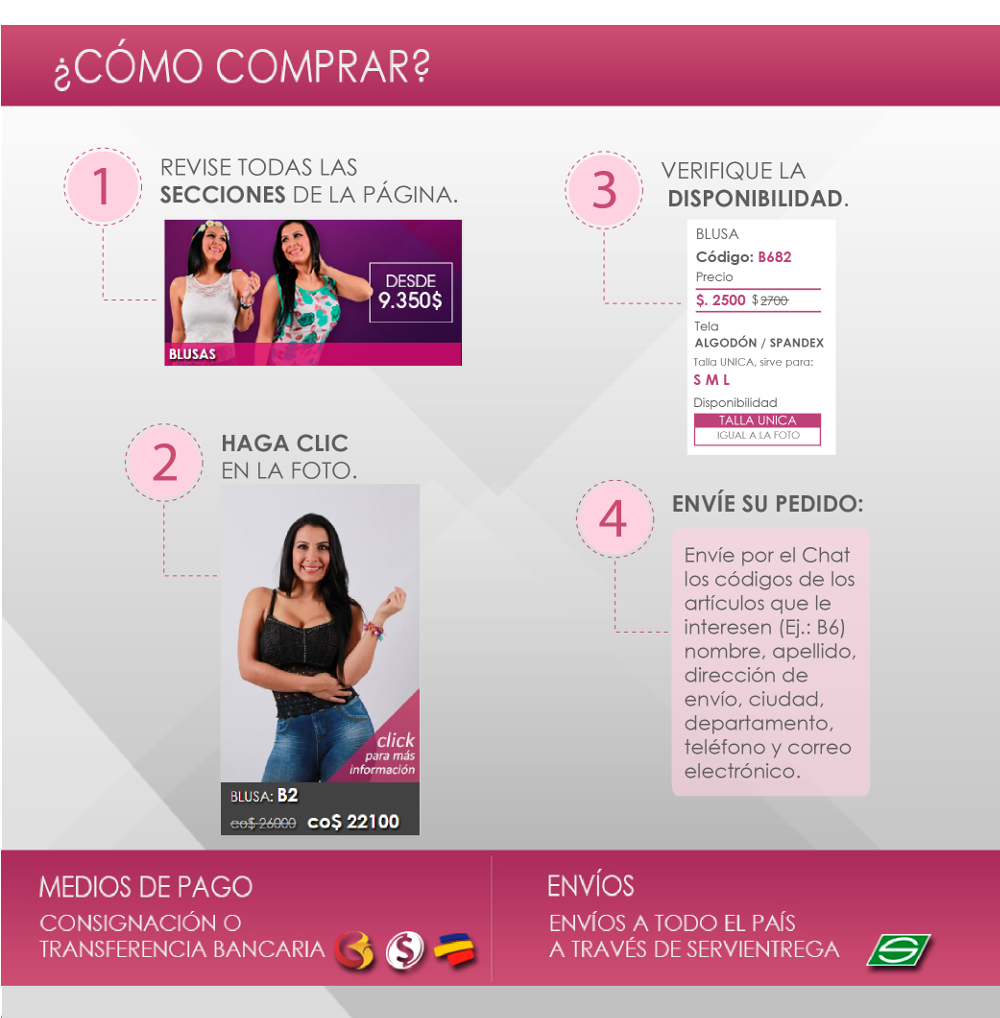 ¿CÓMO COMPRAR?
1
REVISE TODAS LAS
SECCIONES DE LA PÁGINA.
DESDE
9.350$
BLUSAS
2
HAGA CLIC
EN LA FOTO.
click
para más
información
BLUSA: B2
co$ 26000 co$ 22100
3
VERIFIQUE LA
DISPONIBILIDAD.
BLUSA
Código: B682
Precio
$. 2500 $2700
Tela
ALGODÓN / SPANDEX
Talla UNICA, sirve para:
S M L
Disponibilidad
TALLA UNICA
IGUAL A LA FOTO
4
ENVÍE SU PEDIDO:
Envíe por el Chat
los códigos de los
artículos que le
interesen (Ej.: B6)
nombre, apellido,
dirección de
envío, ciudad,
departamento,
teléfono y correo
electrónico.
MEDIOS DE PAGO
CONSIGNACIÓN O
TRANSFERENCIA BANCARIA
$
ENVÍOS
ENVÍOS A TODO EL PAÍS
A TRAVÉS DE SERVIENTREGA